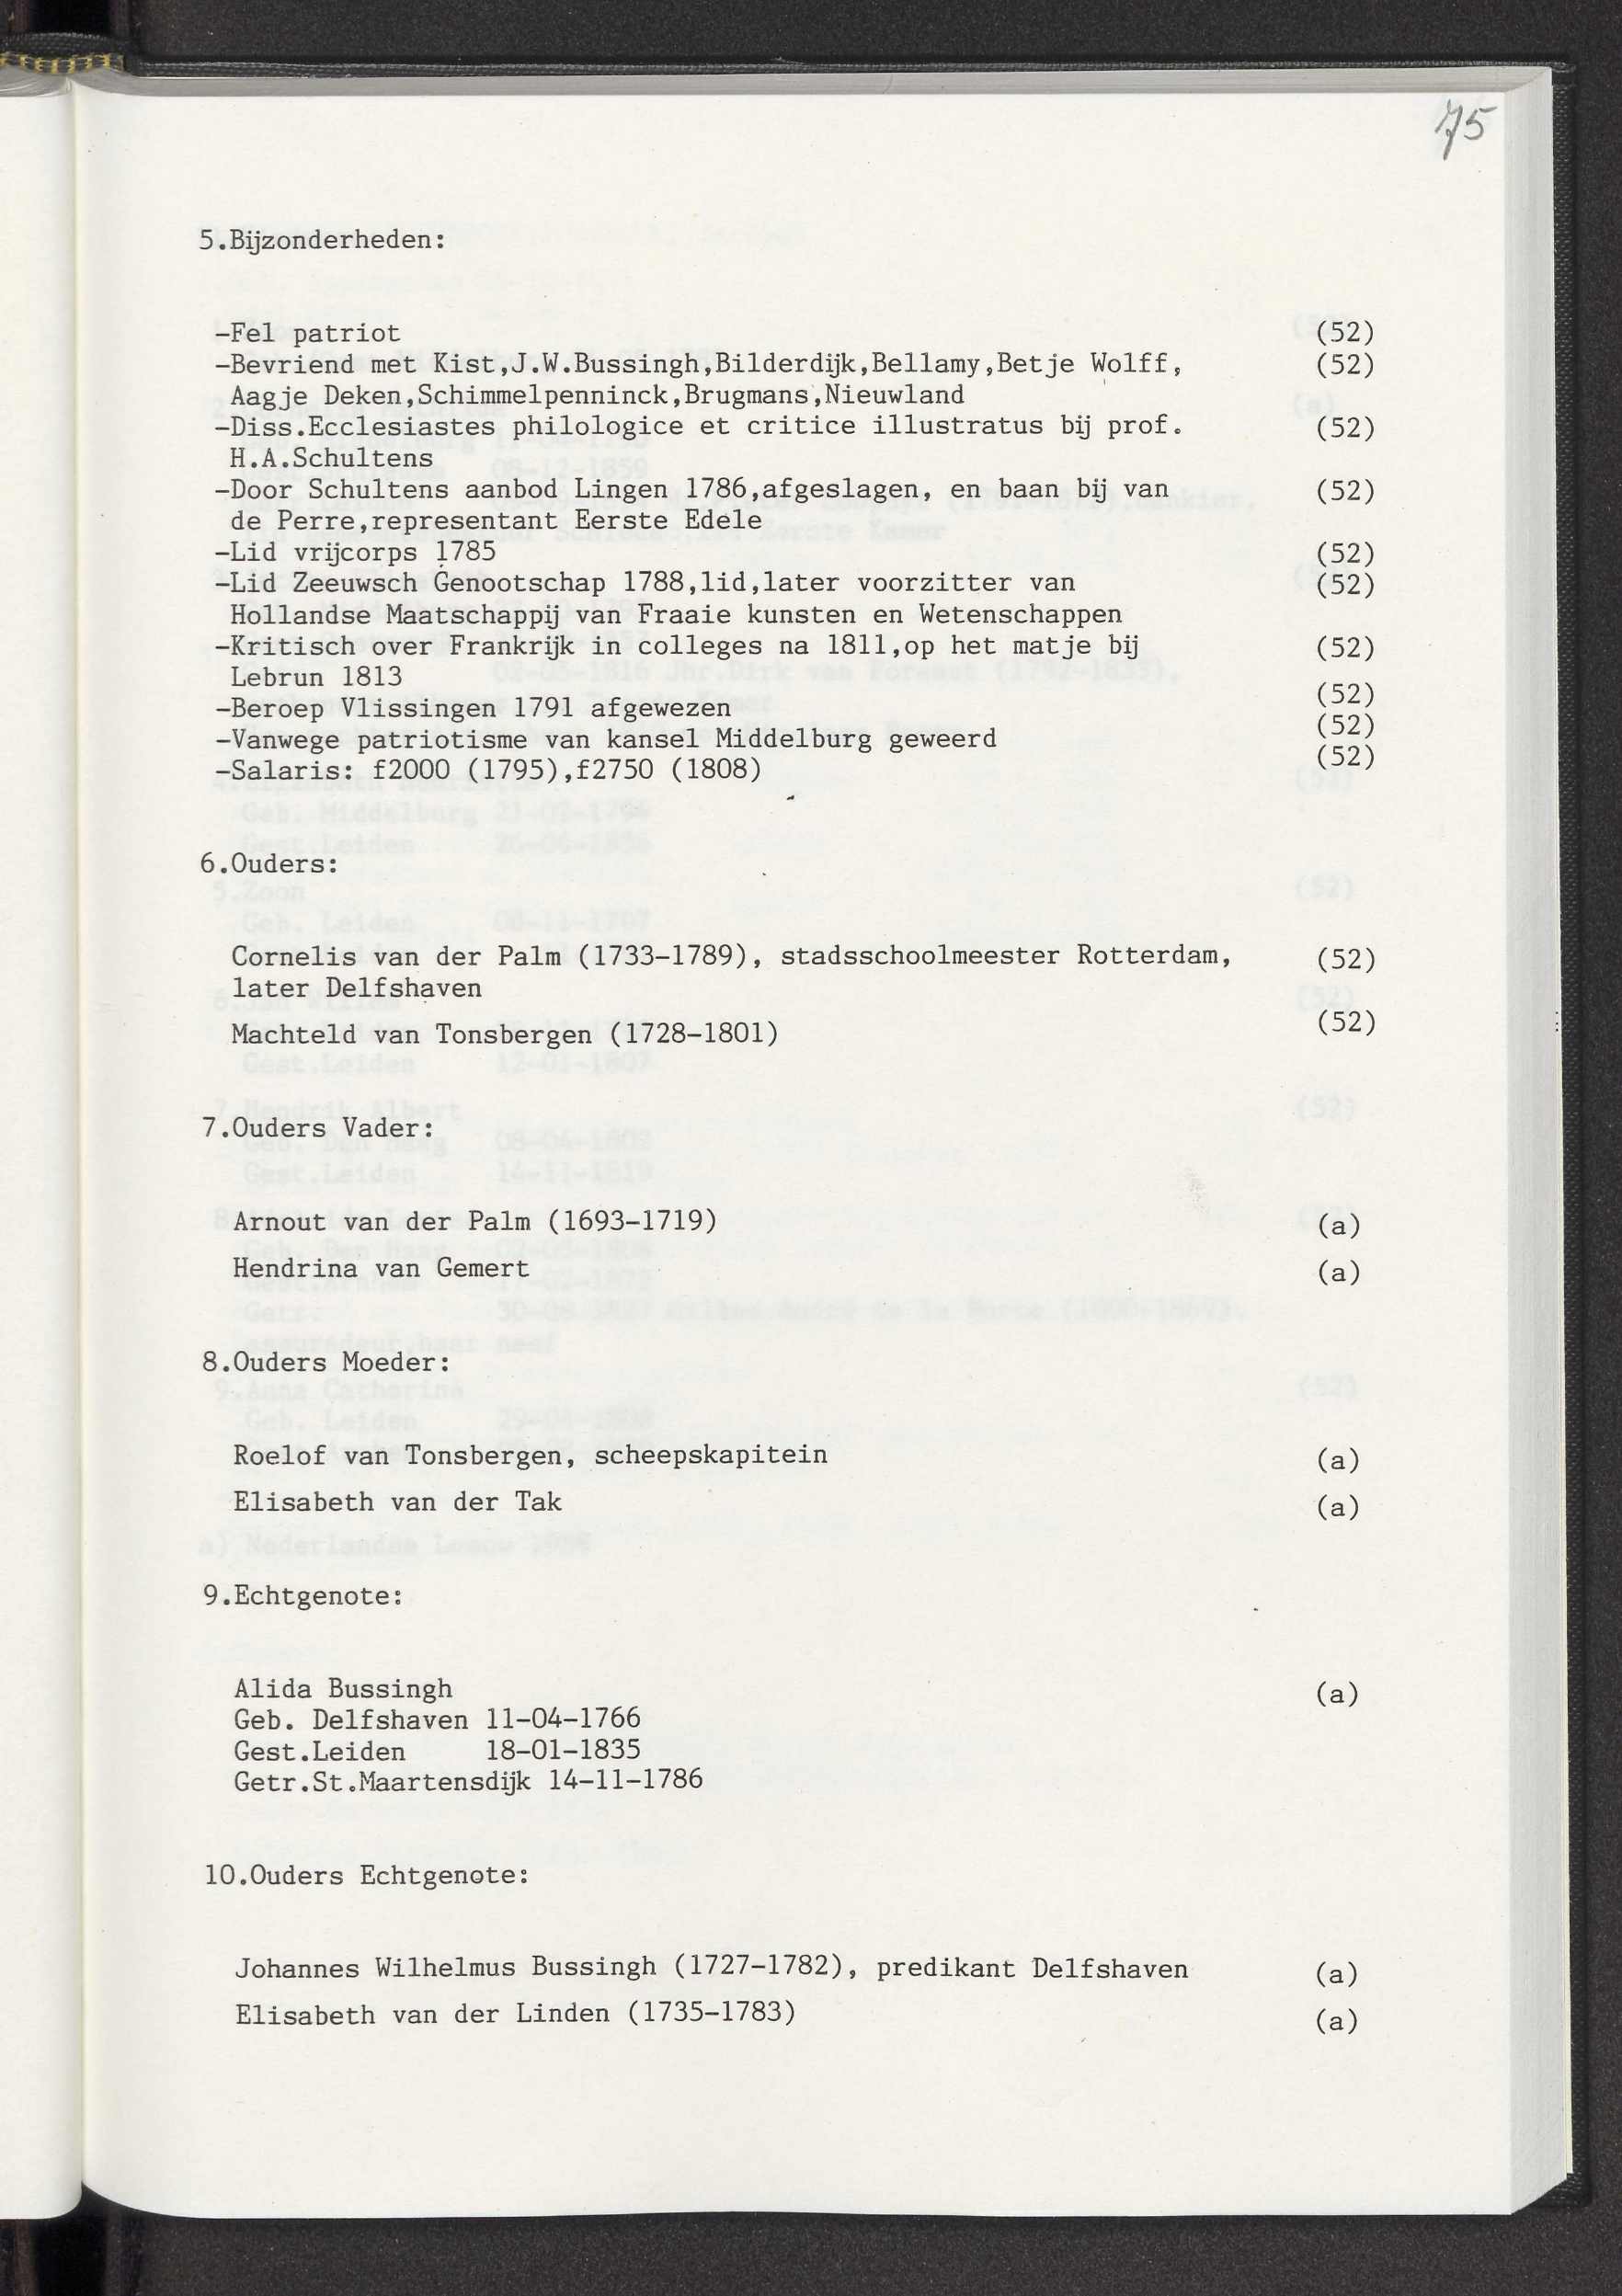 75
5.Bijzonderheden:
-Fel patriot (52)
-Bevriend met Kist,J.W.Bussingh,Bilderdijk,Bellamy,Betje Wolff, (52)
Aagje Deken,Schimmelpenninck,Brugmans,Nieuwland
-Diss.Ecclesiastes philologice et critice illustratus bij prof. (52)
H.A.Schultens
-Door Schultens aanbod Lingen 1786,afgeslagen, en baan bij van (52)
de Perre,representant Eerste Edele
-Lid vrijcorps 1785 (52)
-Lid Zeeuwsch Genootschap 1788,lid,later voorzitter van (52)
Hollandse Maatschappij van Fraaie kunsten en Wetenschappen
-Kritisch over Frankrijk in colleges na 1811,op het matje bij (52)
Lebrun 1813
-Beroep Vlissingen 1791 afgewezen (52)
-Vanwege patriotisme van kansel Middelburg geweerd (52)
-Salaris: f2000 (1795),f2750 (1808) (52)
6.Ouders:
Cornelis van der Palm (1733-1789), stadsschoolmeester Rotterdam, (52)
later Delfshaven
Machteld van Tonsbergen (1728-1801) (52)
7.Ouders Vader:
Arnout van der Palm (1693-1719) (a)
Hendrina van Gemert (a)
8.Ouders Moeder:
Roelof van Tonsbergen, scheepskapitein (a)
Elisabeth van der Tak (a)
9.Echtgenote:
Alida Bussingh (a)
Geb. Delfshaven 11-04-1766
Gest.Leiden 18-01-1835
Getr.St.Maartensdijk 14-11-1786
10.Ouders Echtgenote:
Johannes Wilhelmus Bussingh (1727-1782), predikant Delfshaven (a)
Elisabeth van der Linden (1735-1783) (a)